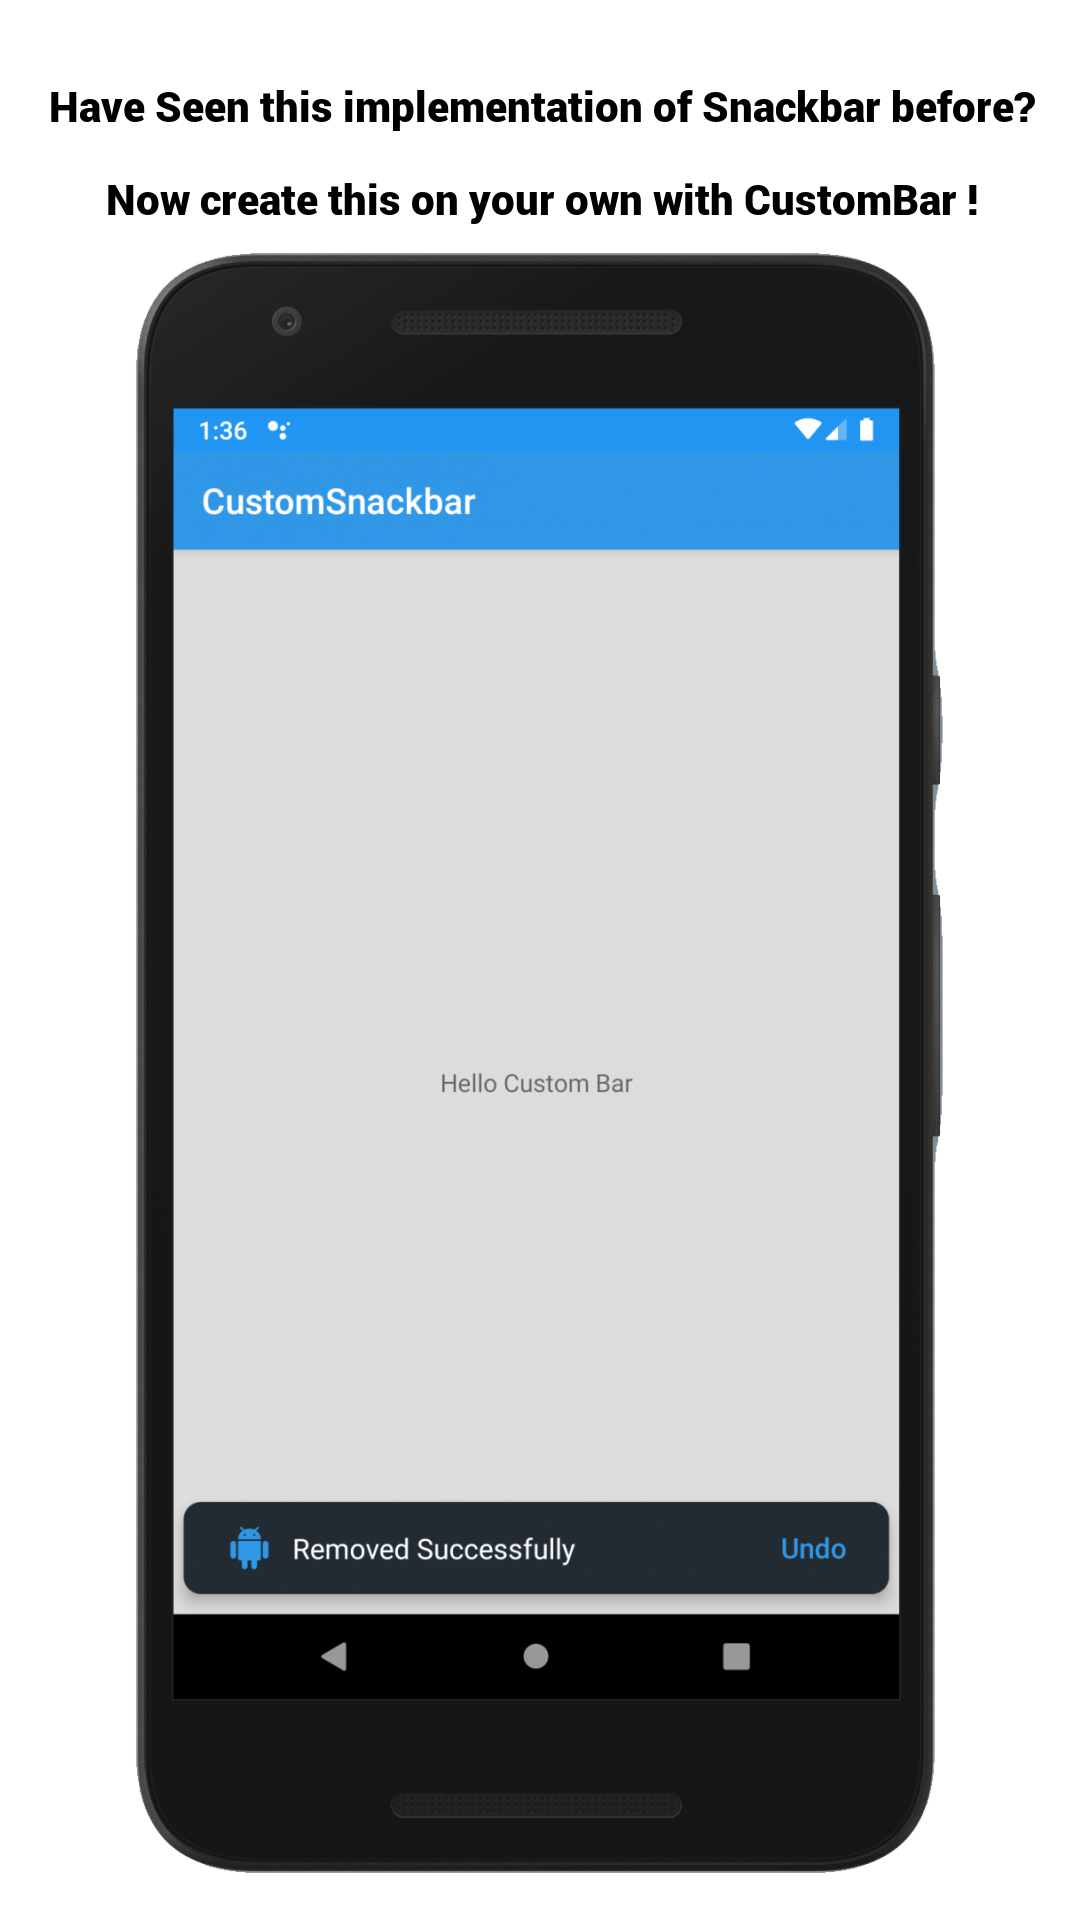 Have Seen this implementation of Snackbar before?
Now create this on your own with CustomBar !
1:36
CustomSnackbar
Hello Custom Bar
Removed Successfully Undo